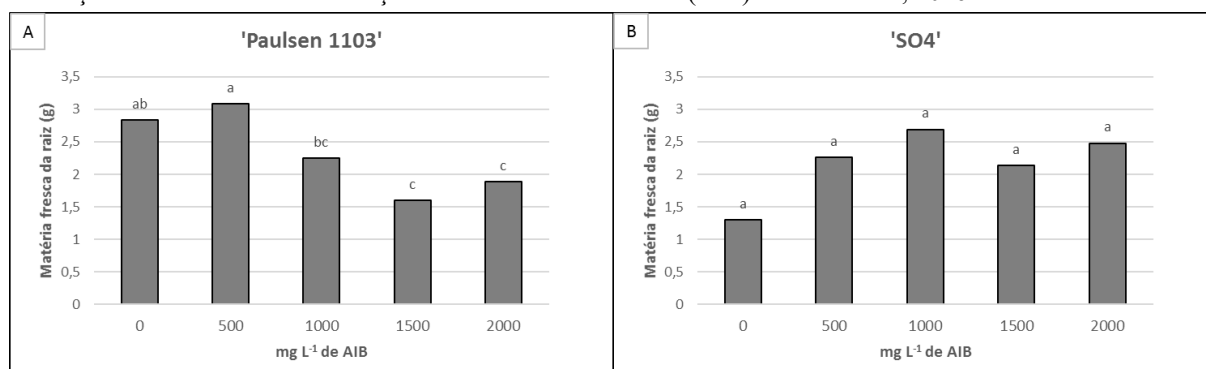 A
'Paulsen 1103'
Matéria fresca da raiz (g)
3,5
3
2,5
2
1,5
1
0,5
0
ab
a
bc
c
c
0 500 1000 1500 2000
mg L⁻¹ de AIB
B
'SO4'
Matéria fresca da raiz (g)
3,5
3
2,5
2
1,5
1
0,5
0
a
a
a
a
a
0 500 1000 1500 2000
mg L⁻¹ de AIB